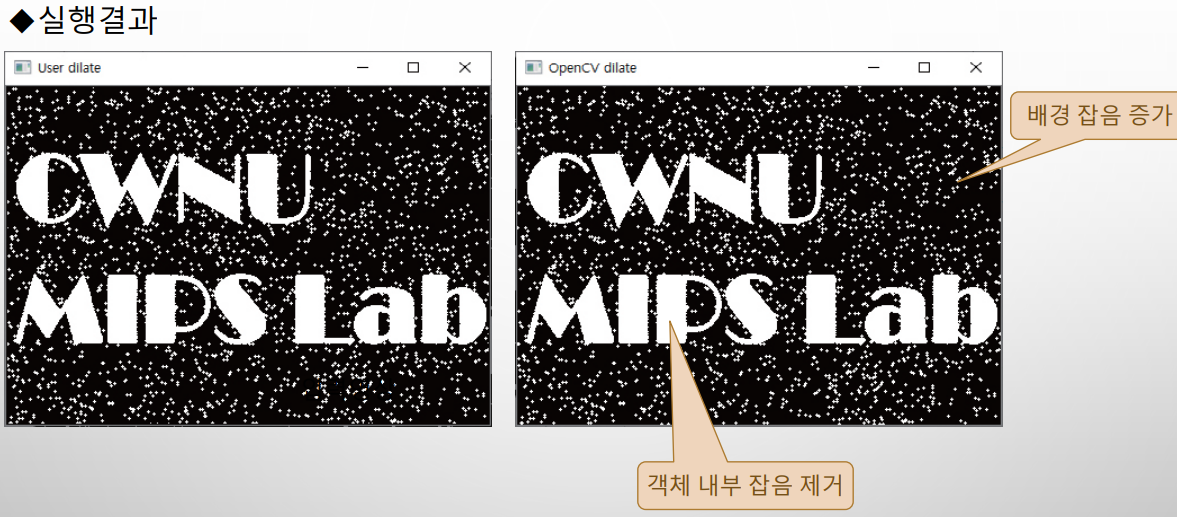 ◆실행결과
User dilate
OpenCV dilate
배경 잡음 증가
CWNU
MIPS Lab
CWNU
MIPS Lab
객체 내부 잡음 제거